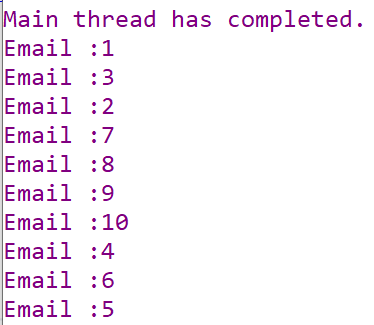 Main thread has completed.
Email :1
Email :3
Email :2
Email :7
Email :8
Email :9
Email :10
Email :4
Email :6
Email :5